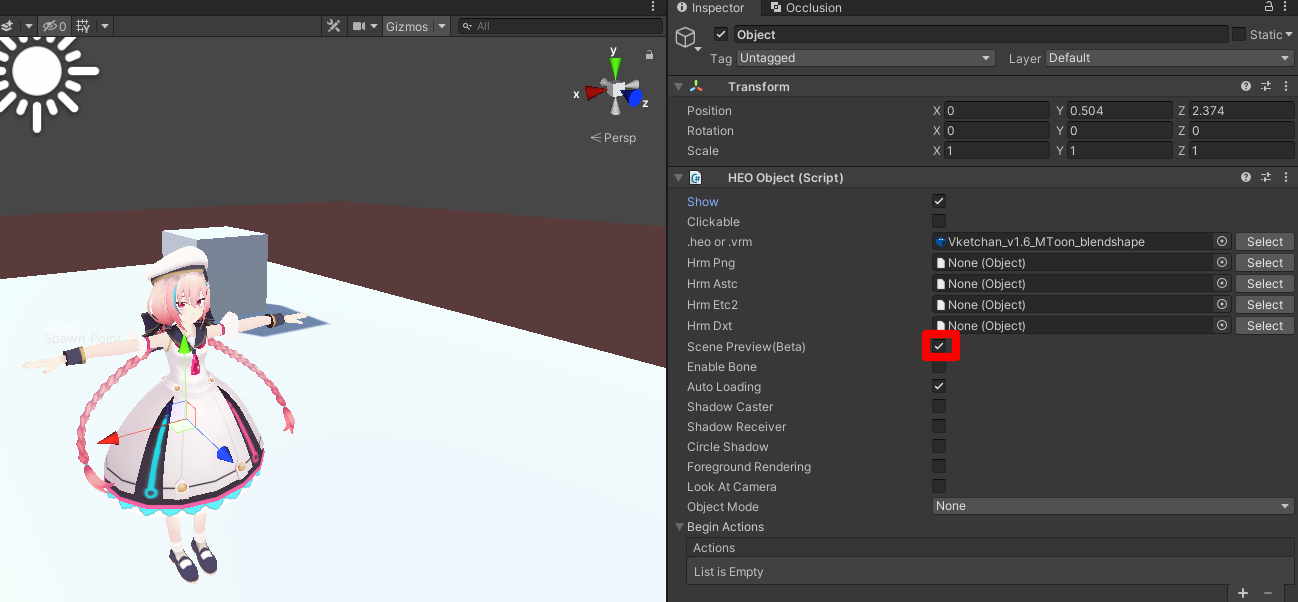 Inspector
Occlusion
0
Gizmos
All
Object
Static
Tag
Untagged
Layer
Default
y
x
z
Persp
Transform
Position
X 0
Y 0.504
Z 2.374
Rotation
X 0
Y 0
Z 0
Scale
X 1
Y 1
Z 1
HEO Object (Script)
Show
Clickable
.heo or .vrm
Vketchan_v1.6_MToon_blendshape
Select
Hrm Png
None (Object)
Select
Hrm Astc
None (Object)
Select
Hrm Etc2
None (Object)
Select
Hrm Dxt
None (Object)
Select
Spawn Point
Scene Preview(Beta)
Enable Bone
Auto Loading
Shadow Caster
Shadow Receiver
Circle Shadow
Foreground Rendering
Look At Camera
Object Mode
None
Begin Actions
Actions
List is Empty